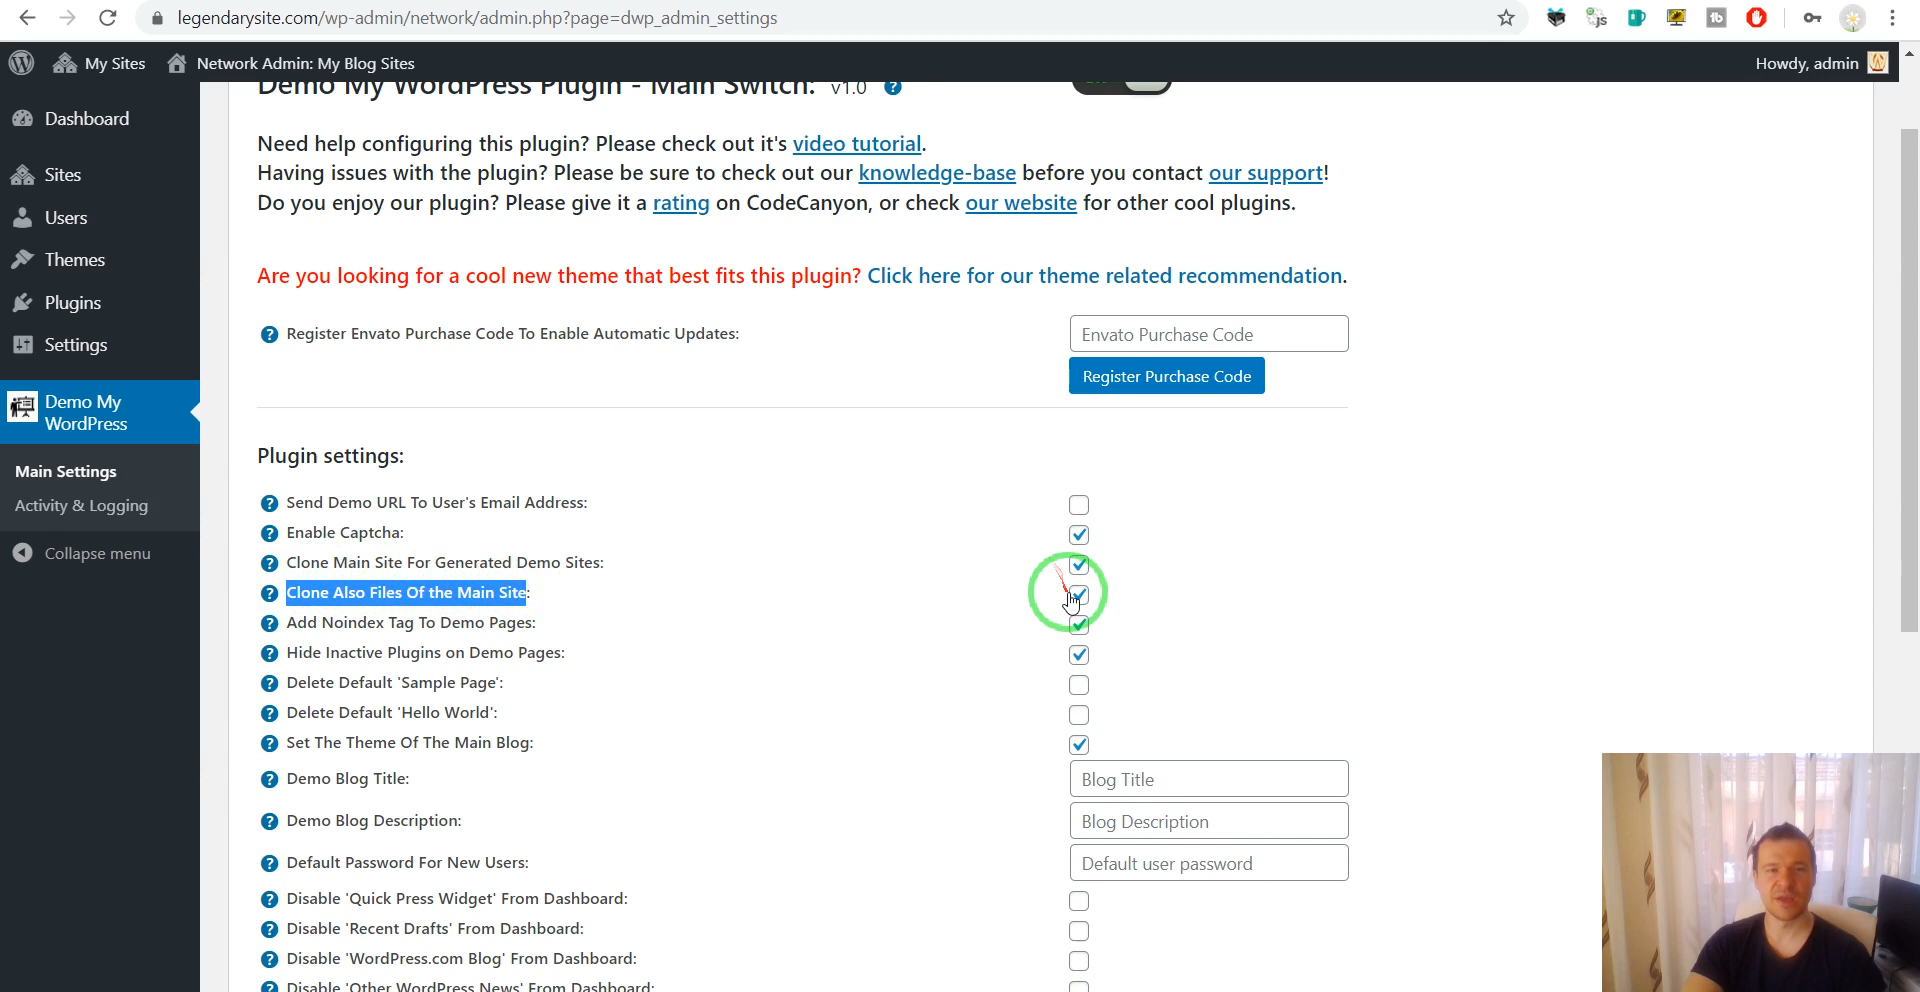 legendarysite.com/wp-admin/network/admin.php?page=dwp_admin_settings
My Sites
Network Admin: My Blog Sites
Howdy, admin
Dashboard
Sites
Users
Themes
Plugins
Settings
Demo My
WordPress
Main Settings
Activity & Logging
Collapse menu
Demo My WordPress Plugin - Main Switch: v1.0
Need help configuring this plugin? Please check out it's video tutorial.
Having issues with the plugin? Please be sure to check out our knowledge-base before you contact our support!
Do you enjoy our plugin? Please give it a rating on CodeCanyon, or check our website for other cool plugins.
Are you looking for a cool new theme that best fits this plugin? Click here for our theme related recommendation.
Register Envato Purchase Code To Enable Automatic Updates:
Envato Purchase Code
Register Purchase Code
Plugin settings:
Send Demo URL To User's Email Address:
Enable Captcha:
Clone Main Site For Generated Demo Sites:
Clone Also Files Of the Main Site:
Add Noindex Tag To Demo Pages:
Hide Inactive Plugins on Demo Pages:
Delete Default 'Sample Page':
Delete Default 'Hello World':
Set The Theme Of The Main Blog:
Demo Blog Title:
Blog Title
Demo Blog Description:
Blog Description
Default Password For New Users:
Default user password
Disable 'Quick Press Widget' From Dashboard:
Disable 'Recent Drafts' From Dashboard:
Disable 'WordPress.com Blog' From Dashboard:
Disable 'Other WordPress News' From Dashboard: